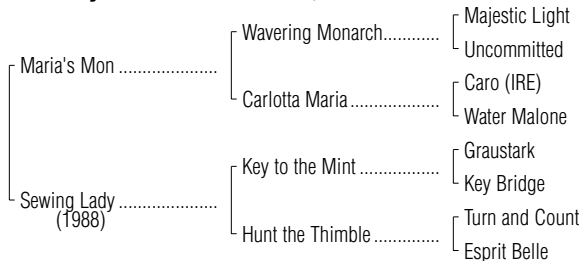 Majestic Light
Wavering Monarch............
Uncommitted
Maria's Mon .....................
Caro (IRE)
Carlotta Maria ...................
Water Malone
Graustark
Key to the Mint .................
Key Bridge
Sewing Lady ....................
(1988)
Turn and Count
Hunt the Thimble ..............
Esprit Belle